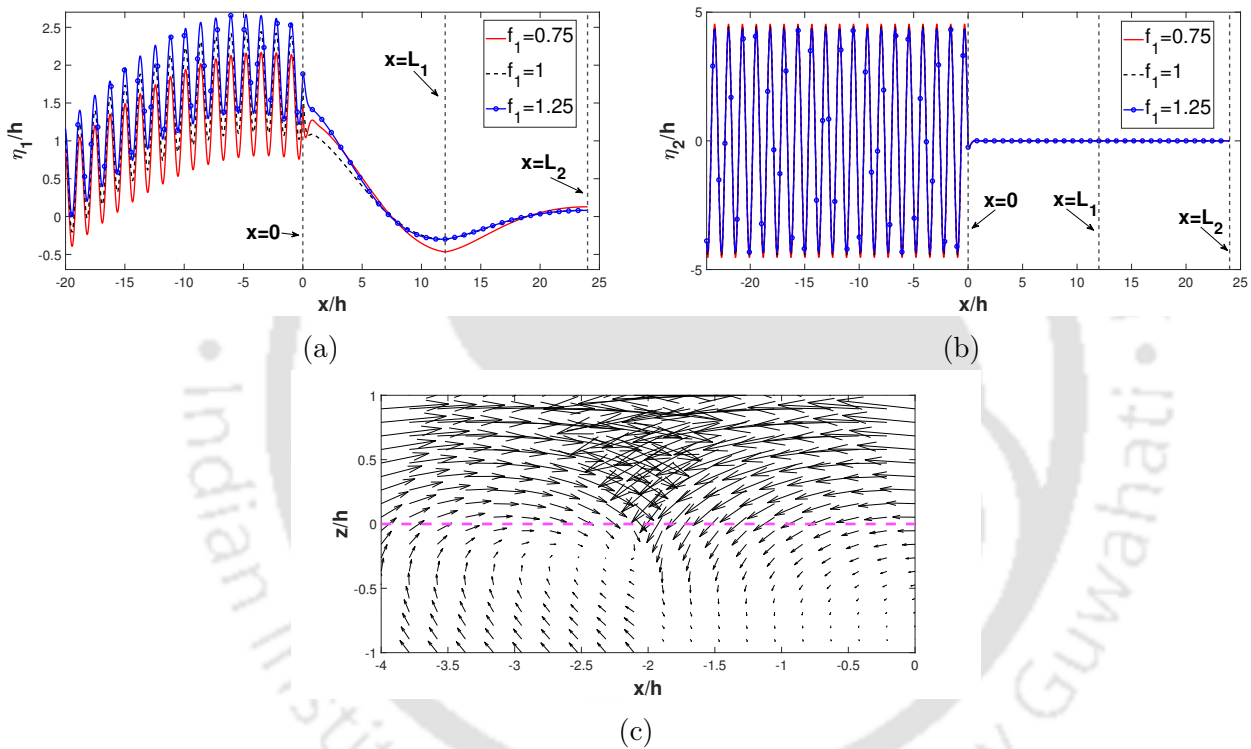 η₁/h
2.5
2
1.5
1
0.5
0
-0.5
-20 -15 -10 -5 0 5 10 15 20 25
x/h
f₁=0.75
f₁=1
f₁=1.25
x=L₁
x=L₂
x=0
(a)
η₂/h
5
0
-5
-20 -15 -10 -5 0 5 10 15 20 25
x/h
f₁=0.75
f₁=1
f₁=1.25
x=0
x=L₁
x=L₂
(b)
z/h
1
0.5
0
-0.5
-1
-4 -3.5 -3 -2.5 -2 -1.5 -1 -0.5 0
x/h
(c)
Indian Instit
Guwahati